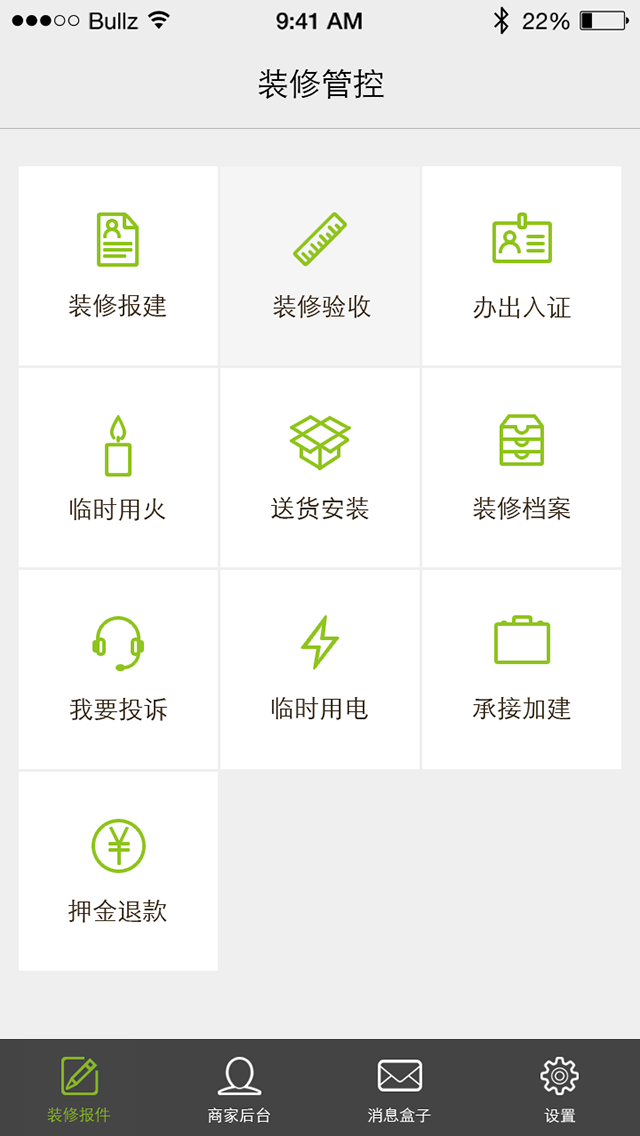 Bullz 9:41 AM 22%
装修管控
装修报建 装修验收 办出入证
临时用火 送货安装 装修档案
我要投诉 临时用电 承接加建
¥
押金退款
装修报件 商家后台 消息盒子 设置